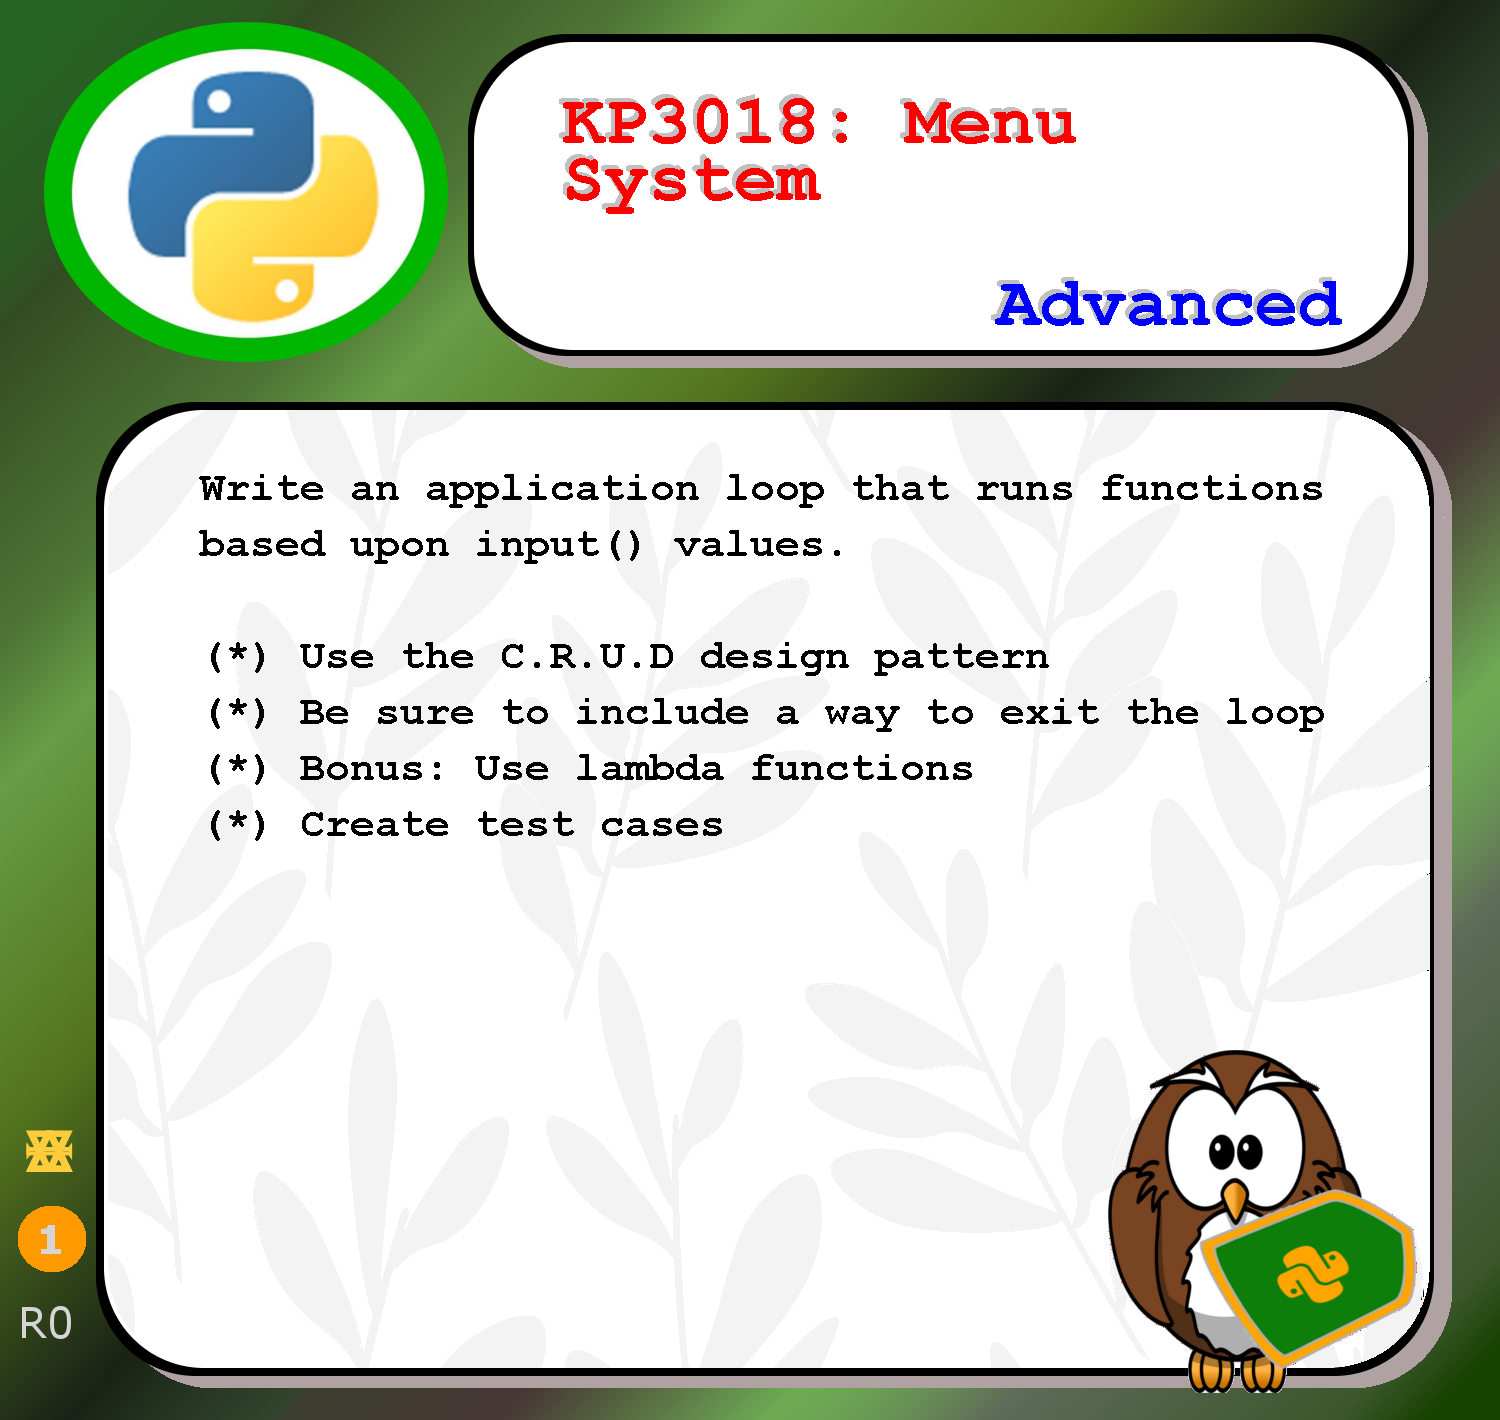 KP3018: Menu
System
Advanced
Write an application loop that runs functions
based upon input() values.
(*) Use the C.R.U.D design pattern
(*) Be sure to include a way to exit the loop
(*) Bonus: Use lambda functions
(*) Create test cases
1
R0